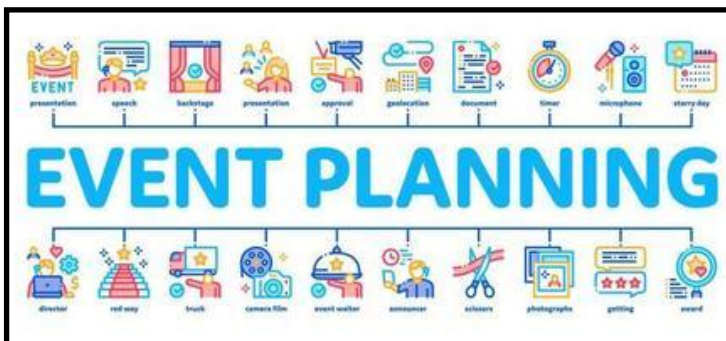 EVENT
presentation speech backstage presentation approval geolocation document timer microphone starry day
EVENT PLANNING
director red way truck camera film event waiter announcer scissors photographs getting award